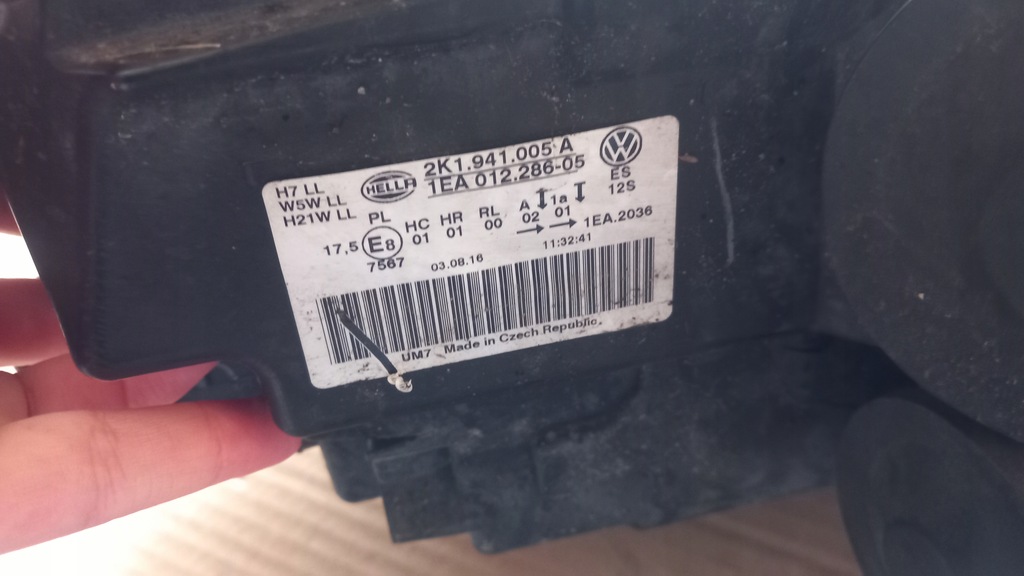 H7 LL
W5W LL
H21W LL
HELLA
2K1.941.005 A
1EA 012.286-05
VW
ES
12S
PL HC HR RL A 1a
17,5 E8 01 01 00 02 01 1EA.2036
7567
03.08.16 11:32:41
UM7 Made in Czech Republic